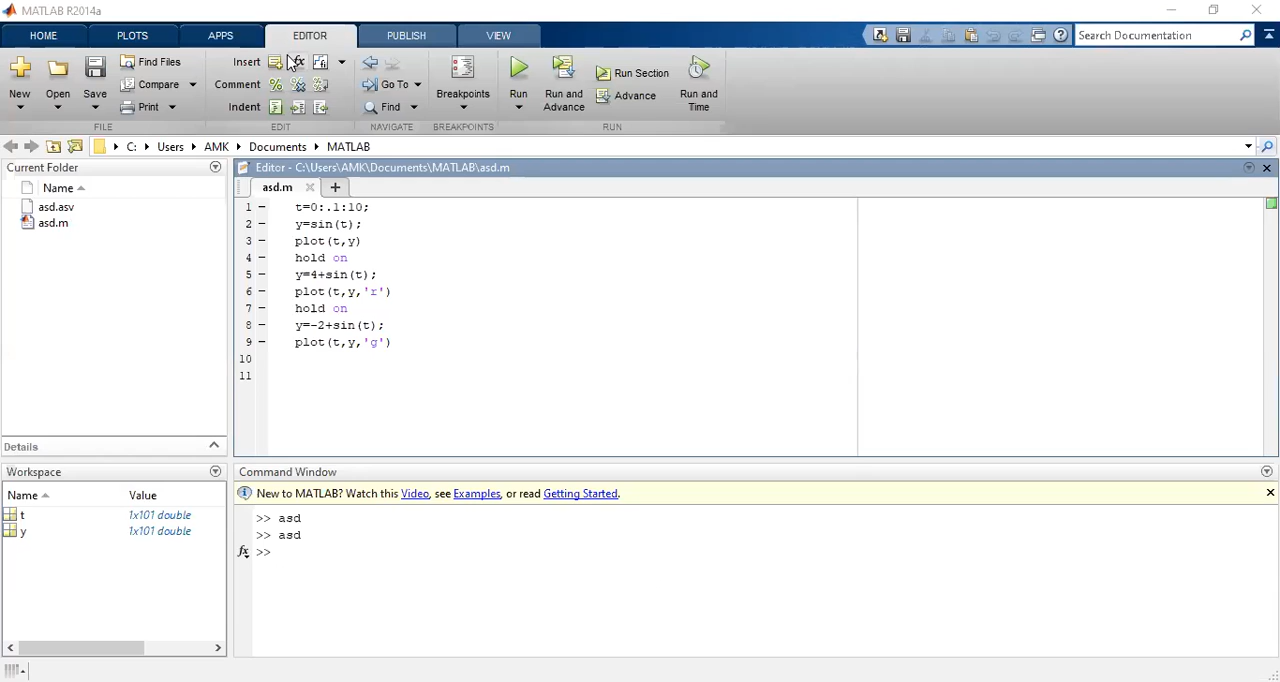 MATLAB R2014a
HOME PLOTS APPS EDITOR PUBLISH VIEW Search Documentation
New Open Save Find Files Compare Print
Insert fx
Comment
Indent
Go To Find
Breakpoints
Run Run and Advance Run Section Advance Run and Time
FILE EDIT NAVIGATE BREAKPOINTS RUN
C: Users AMK Documents MATLAB
Current Folder
Name
asd.asv
asd.m
Details
Workspace
Name Value
t 1x101 double
y 1x101 double
Editor - C:\Users\AMK\Documents\MATLAB\asd.m
asd.m
1 t=0:.1:10;
2 y=sin(t);
3 plot(t,y)
4 hold on
5 y=4+sin(t);
6 plot(t,y,'r')
7 hold on
8 y=-2+sin(t);
9 plot(t,y,'g')
10
11
Command Window
New to MATLAB? Watch this Video, see Examples, or read Getting Started.
>> asd
>> asd
fx >>